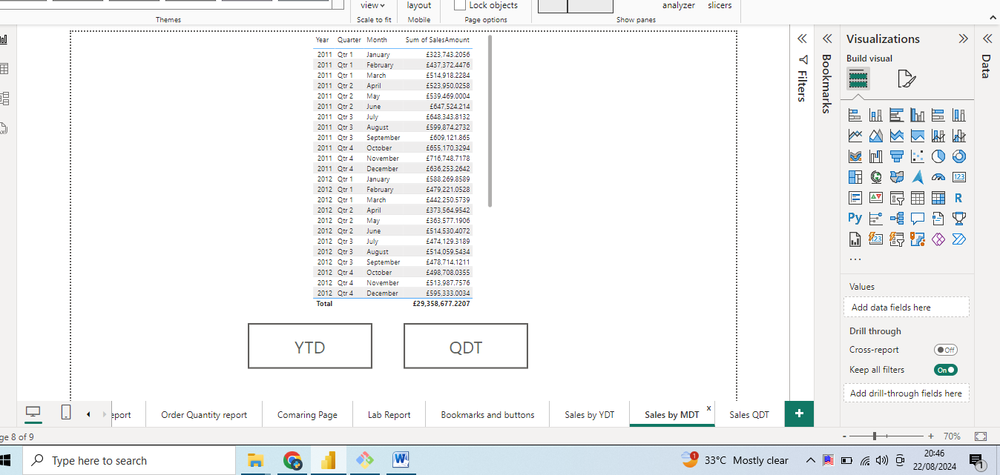 view
layout
Lock objects
analyzer
slicers
Themes
Scale to fit
Mobile
Page options
Show panes
Year Quarter Month Sum of SalesAmount
2011 Qtr 1 January £323,743.2056
2011 Qtr 1 February £437,372.4476
2011 Qtr 1 March £514,918.2284
2011 Qtr 2 April £523,950.0258
2011 Qtr 2 May £539,469.0004
2011 Qtr 2 June £647,524.214
2011 Qtr 3 July £648,343.8132
2011 Qtr 3 August £599,874.2732
2011 Qtr 3 September £609,121.865
2011 Qtr 4 October £655,170.3294
2011 Qtr 4 November £716,748.7178
2011 Qtr 4 December £636,253.2642
2012 Qtr 1 January £588,269.8589
2012 Qtr 1 February £479,221.0528
2012 Qtr 1 March £442,250.5739
2012 Qtr 2 April £373,564.9542
2012 Qtr 2 May £363,577.1906
2012 Qtr 2 June £514,530.4072
2012 Qtr 3 July £474,129.3189
2012 Qtr 3 August £514,059.5434
2012 Qtr 3 September £478,714.1211
2012 Qtr 4 October £498,708.0355
2012 Qtr 4 November £513,987.7576
2012 Qtr 4 December £595,333.0034
Total £29,358,677.2207
YTD
QDT
Filters
Bookmarks
Visualizations
Build visual
Data
123
R
Py
123
...
Values
Add data fields here
Drill through
Cross-report
Off
Keep all filters
On
Add drill-through fields here
eport
Order Quantity report
Comaring Page
Lab Report
Bookmarks and buttons
Sales by YDT
Sales by MDT
x
Sales QDT
+
ge 8 of 9
- + 70%
Type here to search
W
1
33°C Mostly clear
20:46
22/08/2024
1